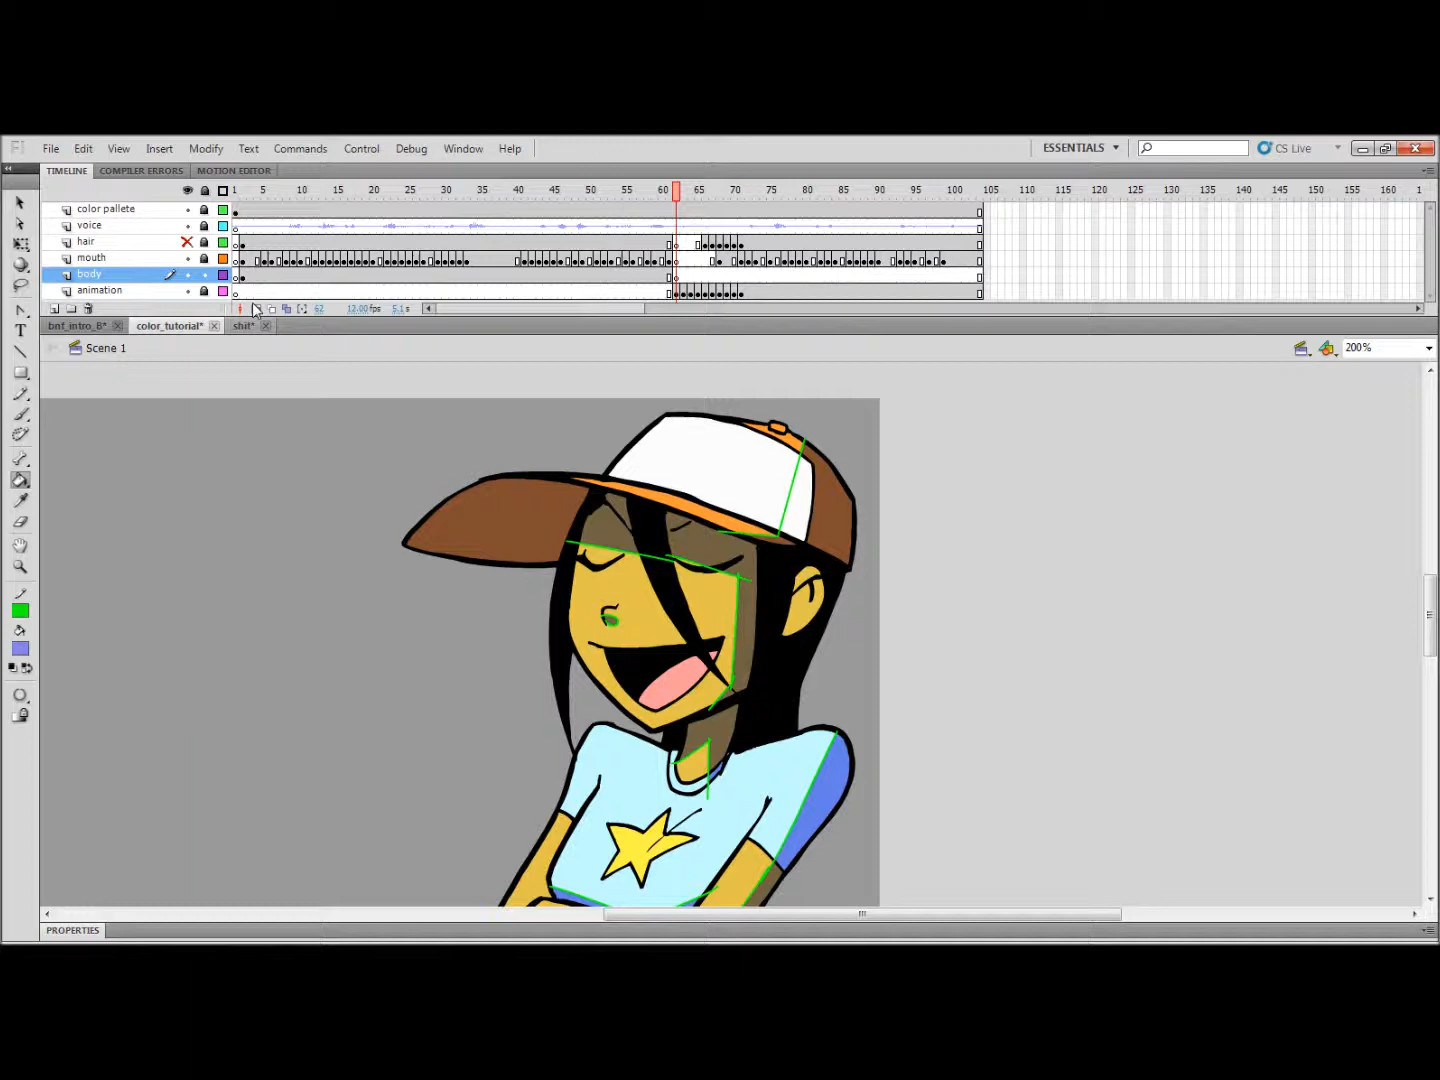 Fl File Edit View Insert Modify Text Commands Control Debug Window Help ESSENTIALS CS Live
TIMELINE COMPILER ERRORS MOTION EDITOR
1 5 10 15 20 25 30 35 40 45 50 55 60 65 70 75 80 85 90 95 100 105 110 115 120 125 130 135 140 145 150 155 160 1
color pallete
voice
hair
mouth
body
animation
62 12.00 fps 5.1 s
bnf_intro_B* color_tutorial* shit*
Scene 1 200%
PROPERTIES